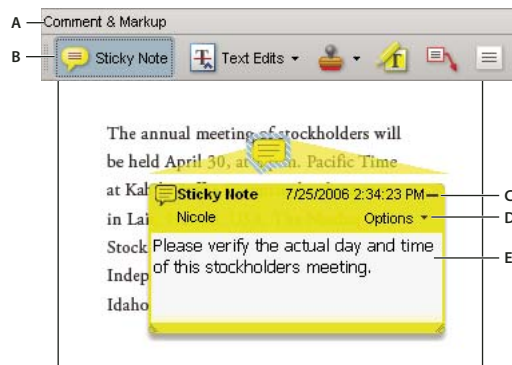 A Comment & Markup
B Sticky Note Text Edits T
The annual meeting of stockholders will
be held April 30, at Pacific Time
at
in
Stock
Indep
Idaho
Sticky Note 7/25/2006 2:34:23 PM C
Nicole Options D
Please verify the actual day and time E
of this stockholders meeting.